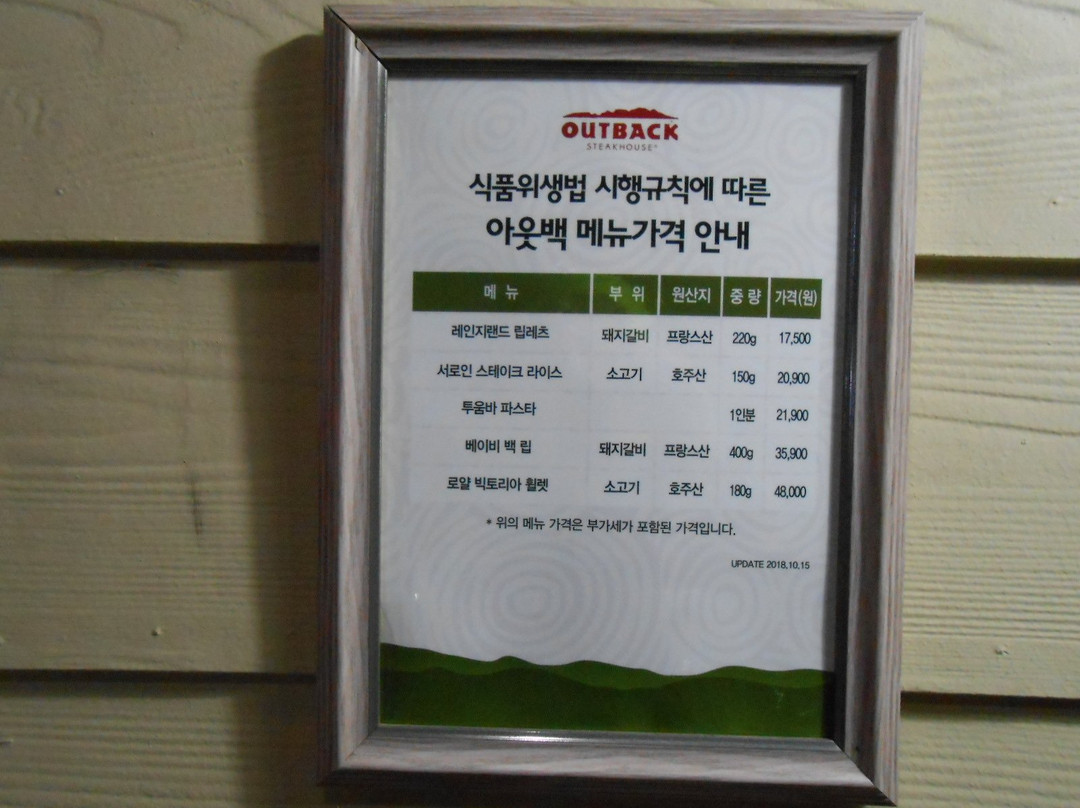 OUTBACK
STEAKHOUSE®
식품위생법 시행규칙에 따른
아웃백 메뉴가격 안내
메 뉴 부 위 원산지 중 량 가격(원)
레인지랜드 립레츠 돼지갈비 프랑스산 220g 17,500
서로인 스테이크 라이스 소고기 호주산 150g 20,900
투움바 파스타 1인분 21,900
베이비 백 립 돼지갈비 프랑스산 400g 35,900
로얄 빅토리아 휠렛 소고기 호주산 180g 48,000
* 위의 메뉴 가격은 부가세가 포함된 가격입니다.
UPDATE 2018.10.15